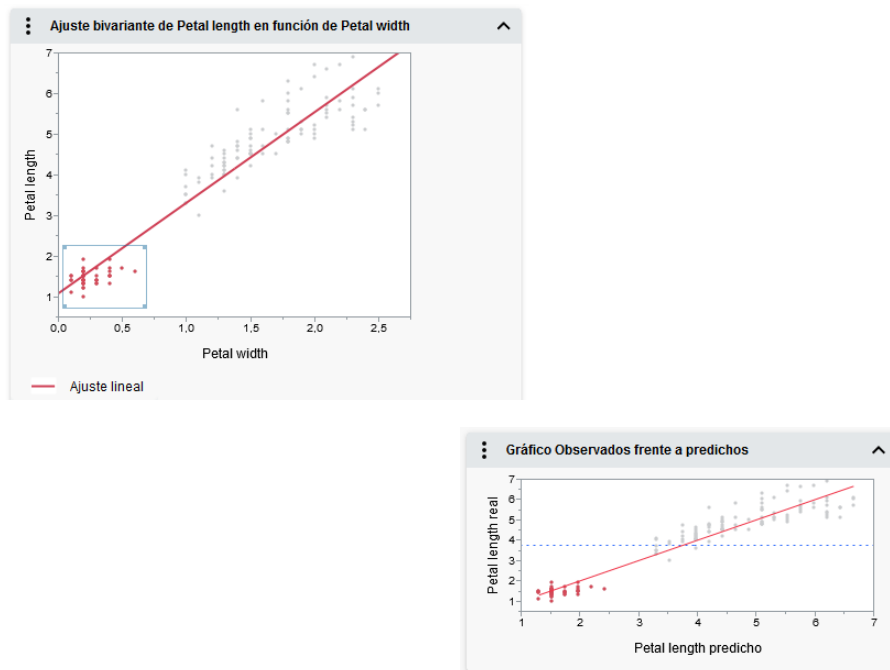 Ajuste bivariante de Petal length en función de Petal width
7
6
5
4
3
2
1
Petal length
0,0 0,5 1,0 1,5 2,0 2,5
Petal width
Ajuste lineal
Gráfico Observados frente a predichos
7
6
5
4
3
2
1
Petal length real
1 2 3 4 5 6 7
Petal length predicho